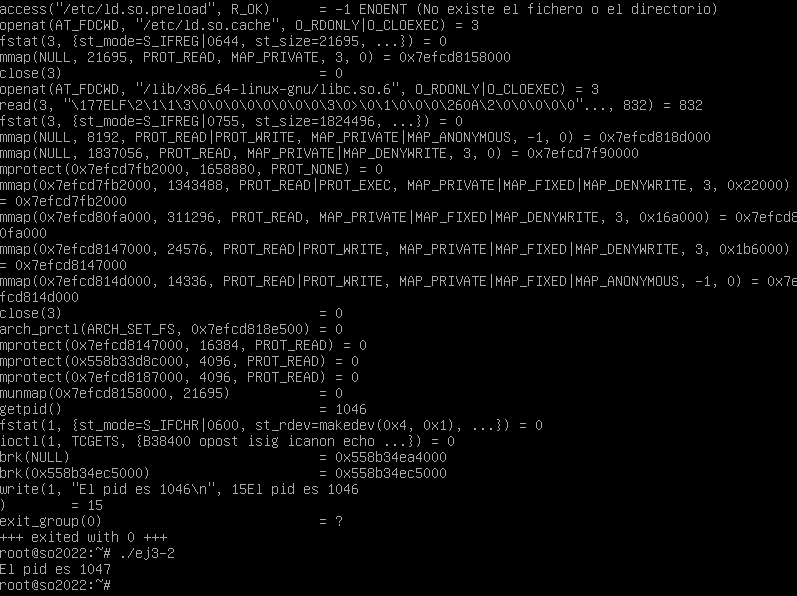 access("/etc/ld.so.preload", R_OK)      = -1 ENOENT (No existe el fichero o el directorio)
openat(AT_FDCWD, "/etc/ld.so.cache", O_RDONLY|O_CLOEXEC) = 3
fstat(3, {st_mode=S_IFREG|0644, st_size=21695, ...}) = 0
mmap(NULL, 21695, PROT_READ, MAP_PRIVATE, 3, 0) = 0x7efcd8158000
close(3)                                = 0
openat(AT_FDCWD, "/lib/x86_64-linux-gnu/libc.so.6", O_RDONLY|O_CLOEXEC) = 3
read(3, "\177ELF\2\1\1\3\0\0\0\0\0\0\0\0\3\0>\0\1\0\0\0\260A\2\0\0\0\0\0"..., 832) = 832
fstat(3, {st_mode=S_IFREG|0755, st_size=1824496, ...}) = 0
mmap(NULL, 8192, PROT_READ|PROT_WRITE, MAP_PRIVATE|MAP_ANONYMOUS, -1, 0) = 0x7efcd818d000
mmap(NULL, 1837056, PROT_READ, MAP_PRIVATE|MAP_DENYWRITE, 3, 0) = 0x7efcd7f90000
mprotect(0x7efcd7fb2000, 1658880, PROT_NONE) = 0
mmap(0x7efcd7fb2000, 1343488, PROT_READ|PROT_EXEC, MAP_PRIVATE|MAP_FIXED|MAP_DENYWRITE, 3, 0x22000)
= 0x7efcd7fb2000
mmap(0x7efcd80fa000, 311296, PROT_READ, MAP_PRIVATE|MAP_FIXED|MAP_DENYWRITE, 3, 0x16a000) = 0x7efcd8
0fa000
mmap(0x7efcd8147000, 24576, PROT_READ|PROT_WRITE, MAP_PRIVATE|MAP_FIXED|MAP_DENYWRITE, 3, 0x1b6000)
= 0x7efcd8147000
mmap(0x7efcd814d000, 14336, PROT_READ|PROT_WRITE, MAP_PRIVATE|MAP_FIXED|MAP_ANONYMOUS, -1, 0) = 0x7e
fcd814d000
close(3)                                = 0
arch_prctl(ARCH_SET_FS, 0x7efcd818e500) = 0
mprotect(0x7efcd8147000, 16384, PROT_READ) = 0
mprotect(0x558b33d8c000, 4096, PROT_READ) = 0
mprotect(0x7efcd8187000, 4096, PROT_READ) = 0
munmap(0x7efcd8158000, 21695)           = 0
getpid()                                = 1046
fstat(1, {st_mode=S_IFCHR|0600, st_rdev=makedev(0x4, 0x1), ...}) = 0
ioctl(1, TCGETS, {B38400 opost isig icanon echo ...}) = 0
brk(NULL)                               = 0x558b34ea4000
brk(0x558b34ec5000)                     = 0x558b34ec5000
write(1, "El pid es 1046\n", 15El pid es 1046
)        = 15
exit_group(0)                           = ?
+++ exited with 0 +++
root@so2022:~# ./ej3-2
El pid es 1047
root@so2022:~#